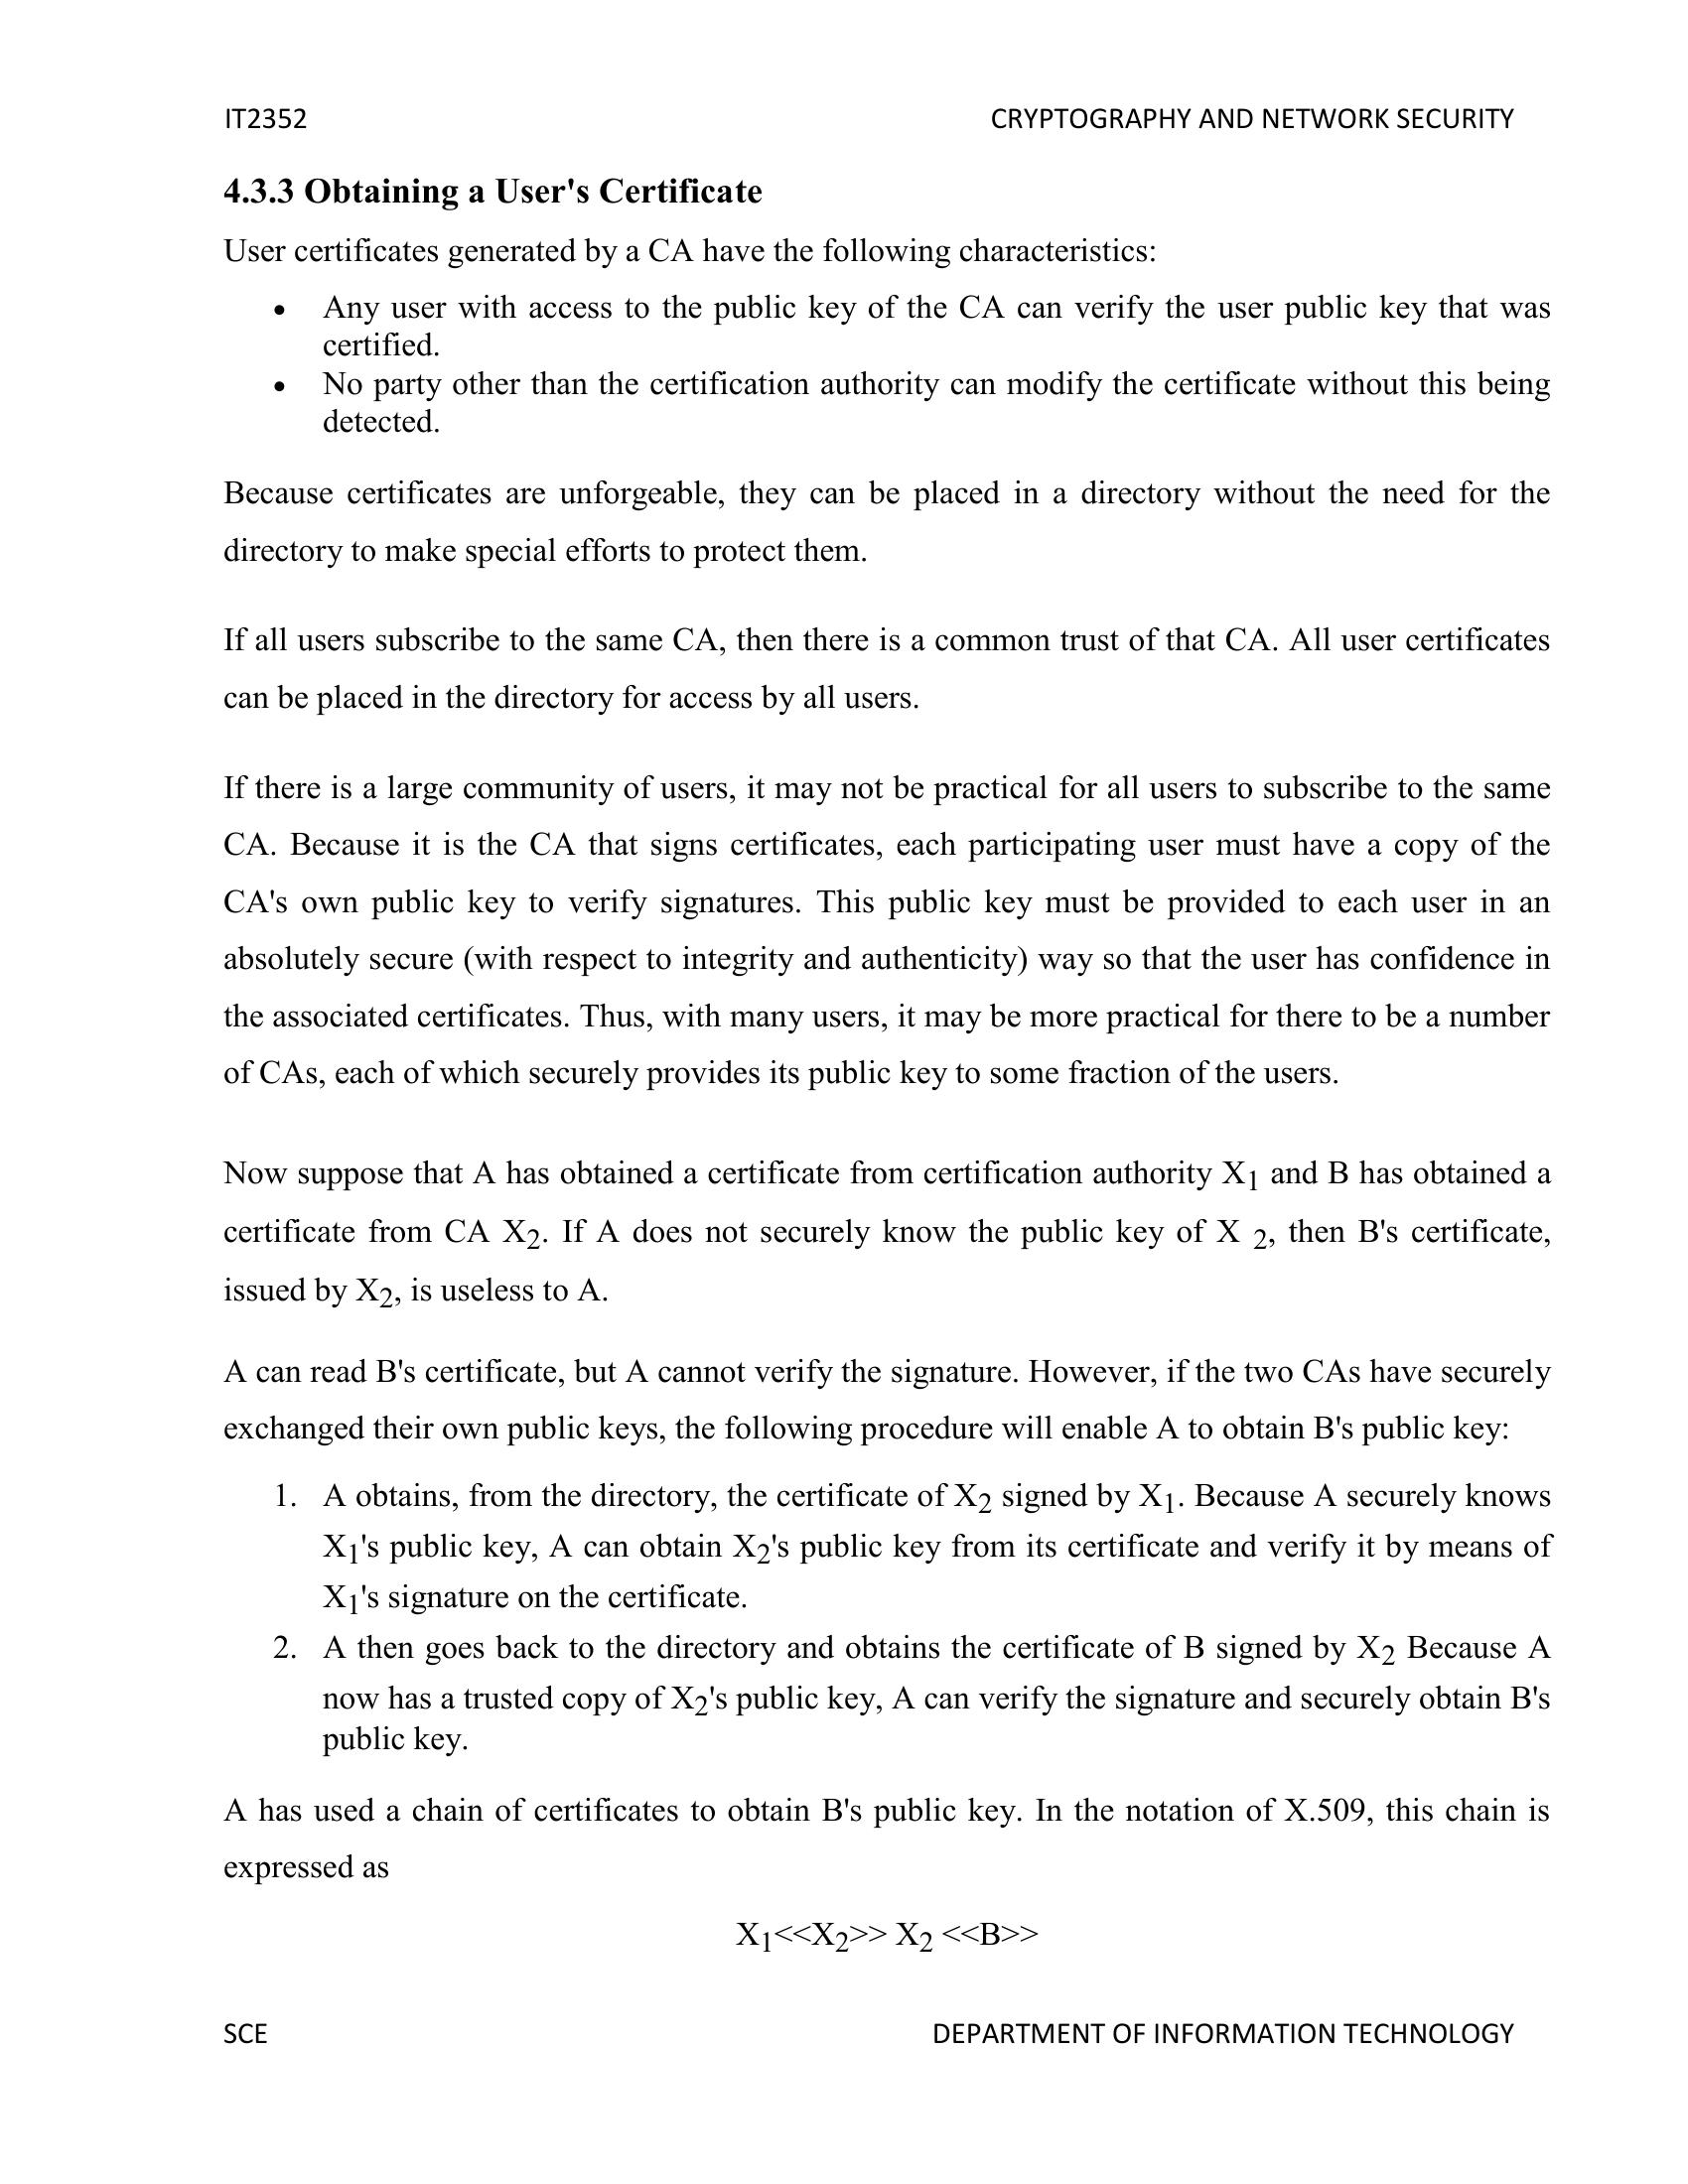 IT2352 CRYPTOGRAPHY AND NETWORK SECURITY
4.3.3 Obtaining a User's Certificate
User certificates generated by a CA have the following characteristics:
• Any user with access to the public key of the CA can verify the user public key that was
certified.
• No party other than the certification authority can modify the certificate without this being
detected.
Because certificates are unforgeable, they can be placed in a directory without the need for the
directory to make special efforts to protect them.
If all users subscribe to the same CA, then there is a common trust of that CA. All user certificates
can be placed in the directory for access by all users.
If there is a large community of users, it may not be practical for all users to subscribe to the same
CA. Because it is the CA that signs certificates, each participating user must have a copy of the
CA's own public key to verify signatures. This public key must be provided to each user in an
absolutely secure (with respect to integrity and authenticity) way so that the user has confidence in
the associated certificates. Thus, with many users, it may be more practical for there to be a number
of CAs, each of which securely provides its public key to some fraction of the users.
Now suppose that A has obtained a certificate from certification authority X1 and B has obtained a
certificate from CA X2. If A does not securely know the public key of X 2, then B's certificate,
issued by X2, is useless to A.
A can read B's certificate, but A cannot verify the signature. However, if the two CAs have securely
exchanged their own public keys, the following procedure will enable A to obtain B's public key:
1. A obtains, from the directory, the certificate of X2 signed by X1. Because A securely knows
X1's public key, A can obtain X2's public key from its certificate and verify it by means of
X1's signature on the certificate.
2. A then goes back to the directory and obtains the certificate of B signed by X2 Because A
now has a trusted copy of X2's public key, A can verify the signature and securely obtain B's
public key.
A has used a chain of certificates to obtain B's public key. In the notation of X.509, this chain is
expressed as
X1<<X2>> X2 <<B>>
SCE DEPARTMENT OF INFORMATION TECHNOLOGY